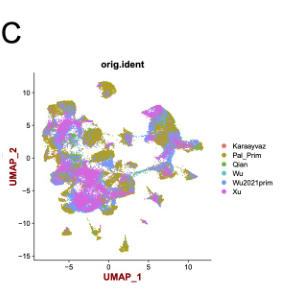 C
orig.ident
10
5
0
−5
−10
−15
UMAP_2
−5 0 5 10
UMAP_1
Karaayvaz
Pal_Prim
Qian
Wu
Wu2021prim
Xu